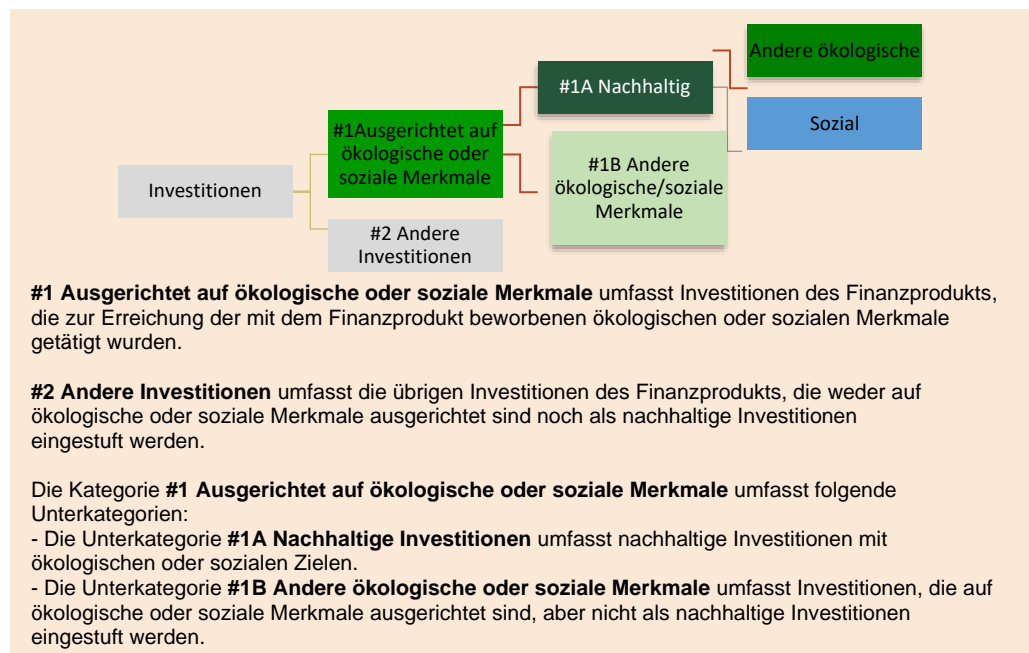 Andere ökologische
#1A Nachhaltig
Sozial
#1Ausgerichtet auf
ökologische oder
soziale Merkmale
#1B Andere
ökologische/soziale
Merkmale
Investitionen
#2 Andere
Investitionen
#1 Ausgerichtet auf ökologische oder soziale Merkmale umfasst Investitionen des Finanzprodukts,
die zur Erreichung der mit dem Finanzprodukt beworbenen ökologischen oder sozialen Merkmale
getätigt wurden.
#2 Andere Investitionen umfasst die übrigen Investitionen des Finanzprodukts, die weder auf
ökologische oder soziale Merkmale ausgerichtet sind noch als nachhaltige Investitionen
eingestuft werden.
Die Kategorie #1 Ausgerichtet auf ökologische oder soziale Merkmale umfasst folgende
Unterkategorien:
- Die Unterkategorie #1A Nachhaltige Investitionen umfasst nachhaltige Investitionen mit
ökologischen oder sozialen Zielen.
- Die Unterkategorie #1B Andere ökologische oder soziale Merkmale umfasst Investitionen, die auf
ökologische oder soziale Merkmale ausgerichtet sind, aber nicht als nachhaltige Investitionen
eingestuft werden.